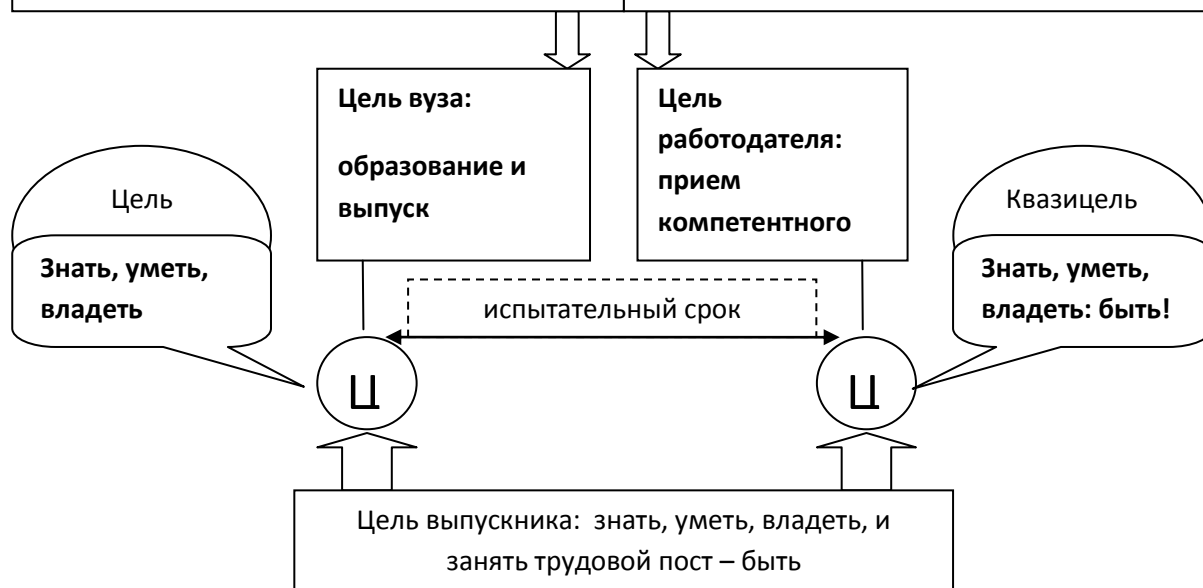 Цель вуза:
образование и
выпуск
Цель
работодателя:
прием
компетентного
Цель
Знать, уметь,
владеть
Квазицель
Знать, уметь,
владеть: быть!
испытательный срок
Ц
Ц
Цель выпускника: знать, уметь, владеть, и
занять трудовой пост – быть